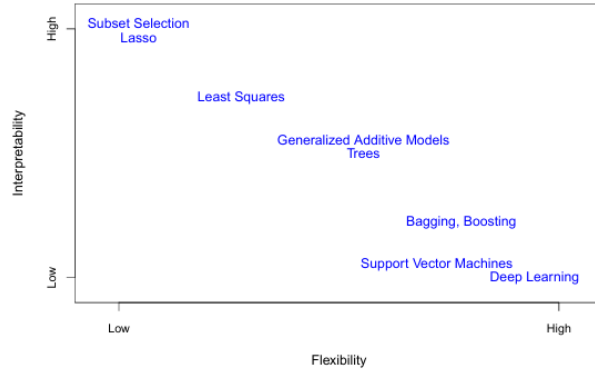 High
Subset Selection
Lasso
Least Squares
Generalized Additive Models
Trees
Interpretability
Bagging, Boosting
Support Vector Machines
Low
Deep Learning
Low
High
Flexibility